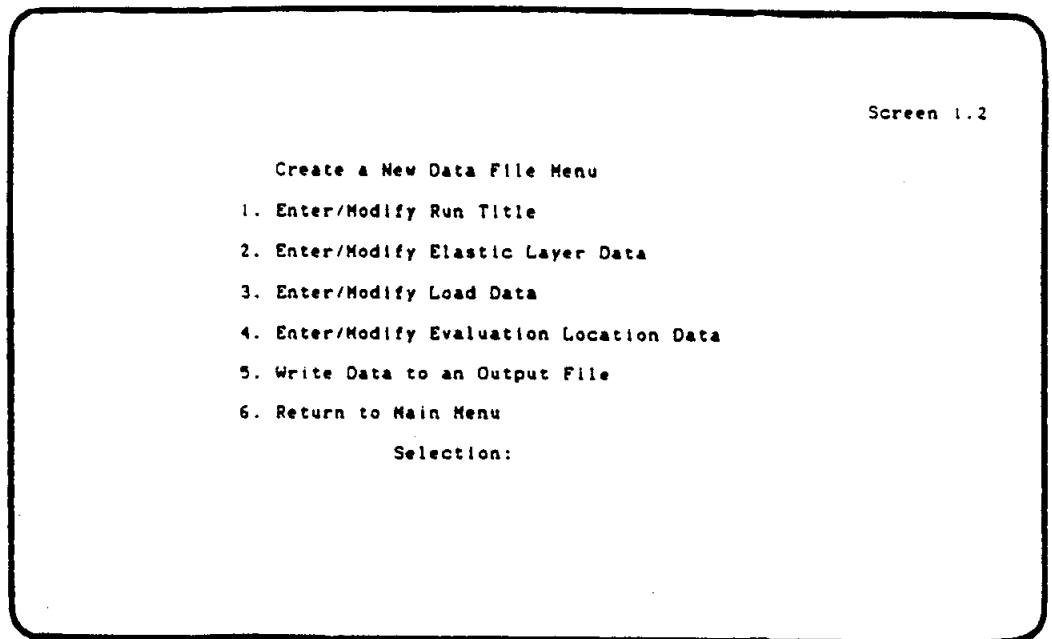 Screen 1.2
Create a New Data File Menu
1. Enter/Modify Run Title
2. Enter/Modify Elastic Layer Data
3. Enter/Modify Load Data
4. Enter/Modify Evaluation Location Data
5. Write Data to an Output File
6. Return to Main Menu
Selection: